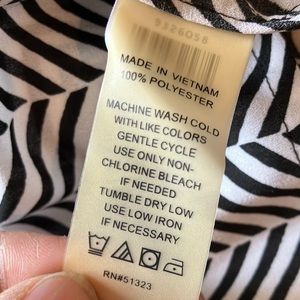 9326058
MADE IN VIETNAM
100% POLYESTER
MACHINE WASH COLD
WITH LIKE COLORS
GENTLE CYCLE
USE ONLY NON-
CHLORINE BLEACH
IF NEEDED
TUMBLE DRY LOW
USE LOW IRON
IF NECESSARY
RN#51323